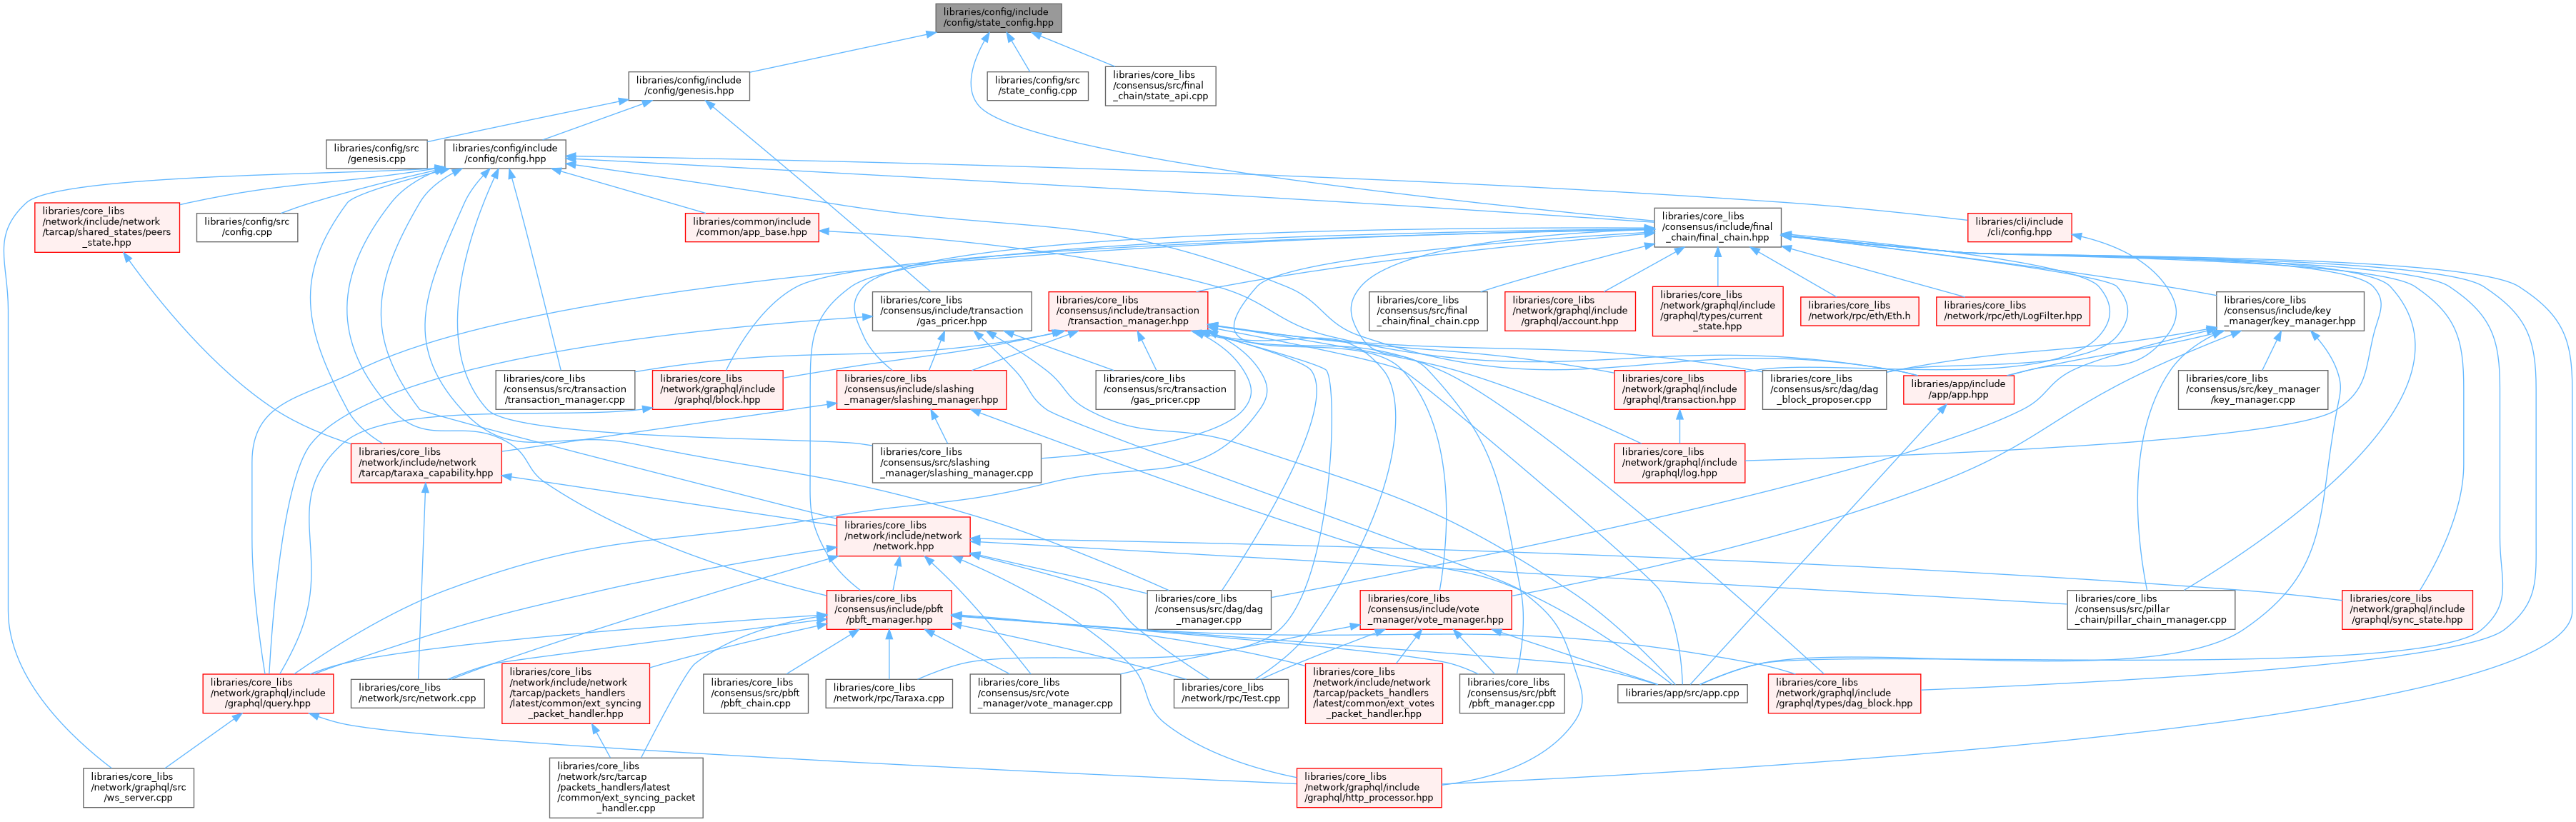 libraries/config/include
/config/state_config.hpp
libraries/config/include
/config/genesis.hpp
libraries/config/src
/state_config.cpp
libraries/core_libs
/consensus/src/final
_chain/state_api.cpp
libraries/config/src
/genesis.cpp
libraries/config/include
/config/config.hpp
libraries/core_libs
/network/include/network
/tarcap/shared_states/peers
_state.hpp
libraries/config/src
/config.cpp
libraries/common/include
/common/app_base.hpp
libraries/core_libs
/consensus/include/final
_chain/final_chain.hpp
libraries/cli/include
/cli/config.hpp
libraries/core_libs
/consensus/include/transaction
/gas_pricer.hpp
libraries/core_libs
/consensus/include/transaction
/transaction_manager.hpp
libraries/core_libs
/consensus/src/final
_chain/final_chain.cpp
libraries/core_libs
/network/graphql/include
/graphql/account.hpp
libraries/core_libs
/network/graphql/include
/graphql/types/current
_state.hpp
libraries/core_libs
/network/rpc/eth/Eth.h
libraries/core_libs
/network/rpc/eth/LogFilter.hpp
libraries/core_libs
/consensus/include/key
_manager/key_manager.hpp
libraries/core_libs
/consensus/src/transaction
/transaction_manager.cpp
libraries/core_libs
/network/graphql/include
/graphql/block.hpp
libraries/core_libs
/consensus/include/slashing
_manager/slashing_manager.hpp
libraries/core_libs
/consensus/src/transaction
/gas_pricer.cpp
libraries/core_libs
/network/graphql/include
/graphql/transaction.hpp
libraries/core_libs
/consensus/src/dag/dag
_block_proposer.cpp
libraries/app/include
/app/app.hpp
libraries/core_libs
/consensus/src/key_manager
/key_manager.cpp
libraries/core_libs
/network/include/network
/tarcap/taraxa_capability.hpp
libraries/core_libs
/consensus/src/slashing
_manager/slashing_manager.cpp
libraries/core_libs
/network/graphql/include
/graphql/log.hpp
libraries/core_libs
/network/include/network
/network.hpp
libraries/core_libs
/consensus/include/pbft
/pbft_manager.hpp
libraries/core_libs
/consensus/src/dag/dag
_manager.cpp
libraries/core_libs
/consensus/include/vote
_manager/vote_manager.hpp
libraries/core_libs
/consensus/src/pillar
_chain/pillar_chain_manager.cpp
libraries/core_libs
/network/graphql/include
/graphql/sync_state.hpp
libraries/core_libs
/network/graphql/include
/graphql/query.hpp
libraries/core_libs
/network/src/network.cpp
libraries/core_libs
/network/include/network
/tarcap/packets_handlers
/latest/common/ext_syncing
_packet_handler.hpp
libraries/core_libs
/consensus/src/pbft
/pbft_chain.cpp
libraries/core_libs
/network/rpc/Taraxa.cpp
libraries/core_libs
/consensus/src/vote
_manager/vote_manager.cpp
libraries/core_libs
/network/rpc/Test.cpp
libraries/core_libs
/network/include/network
/tarcap/packets_handlers
/latest/common/ext_votes
_packet_handler.hpp
libraries/core_libs
/consensus/src/pbft
/pbft_manager.cpp
libraries/app/src/app.cpp
libraries/core_libs
/network/graphql/include
/graphql/types/dag_block.hpp
libraries/core_libs
/network/graphql/src
/ws_server.cpp
libraries/core_libs
/network/src/tarcap
/packets_handlers/latest
/common/ext_syncing_packet
_handler.cpp
libraries/core_libs
/network/graphql/include
/graphql/http_processor.hpp